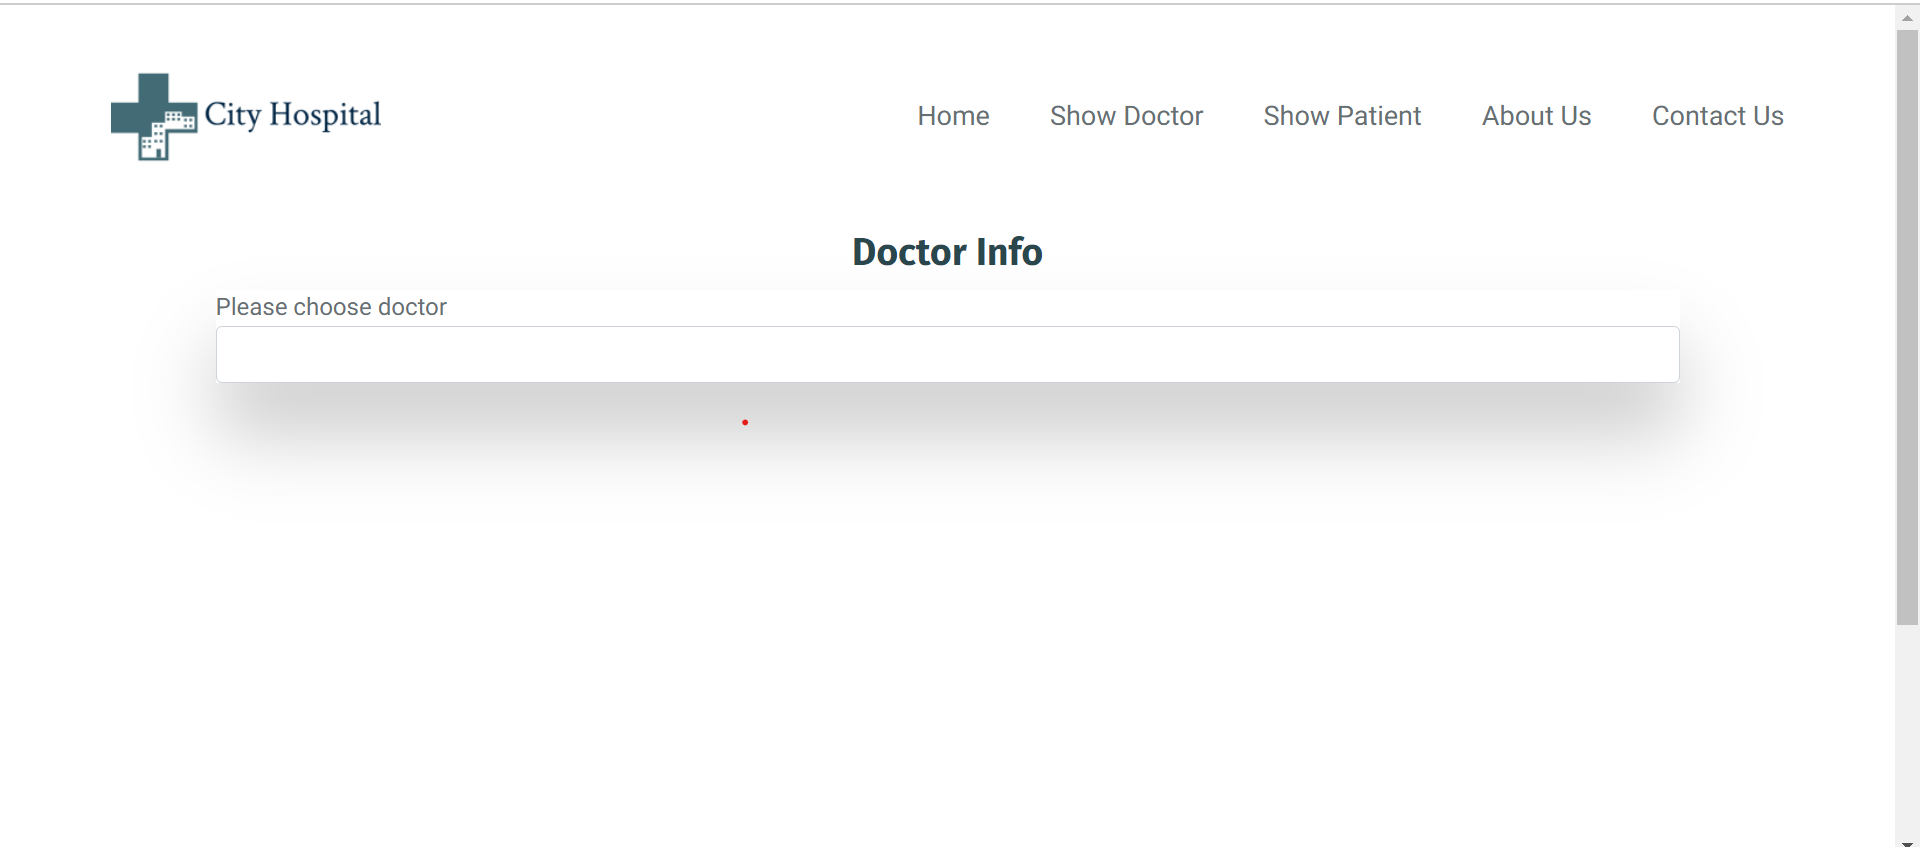 City Hospital
Home Show Doctor Show Patient About Us Contact Us
Doctor Info
Please choose doctor